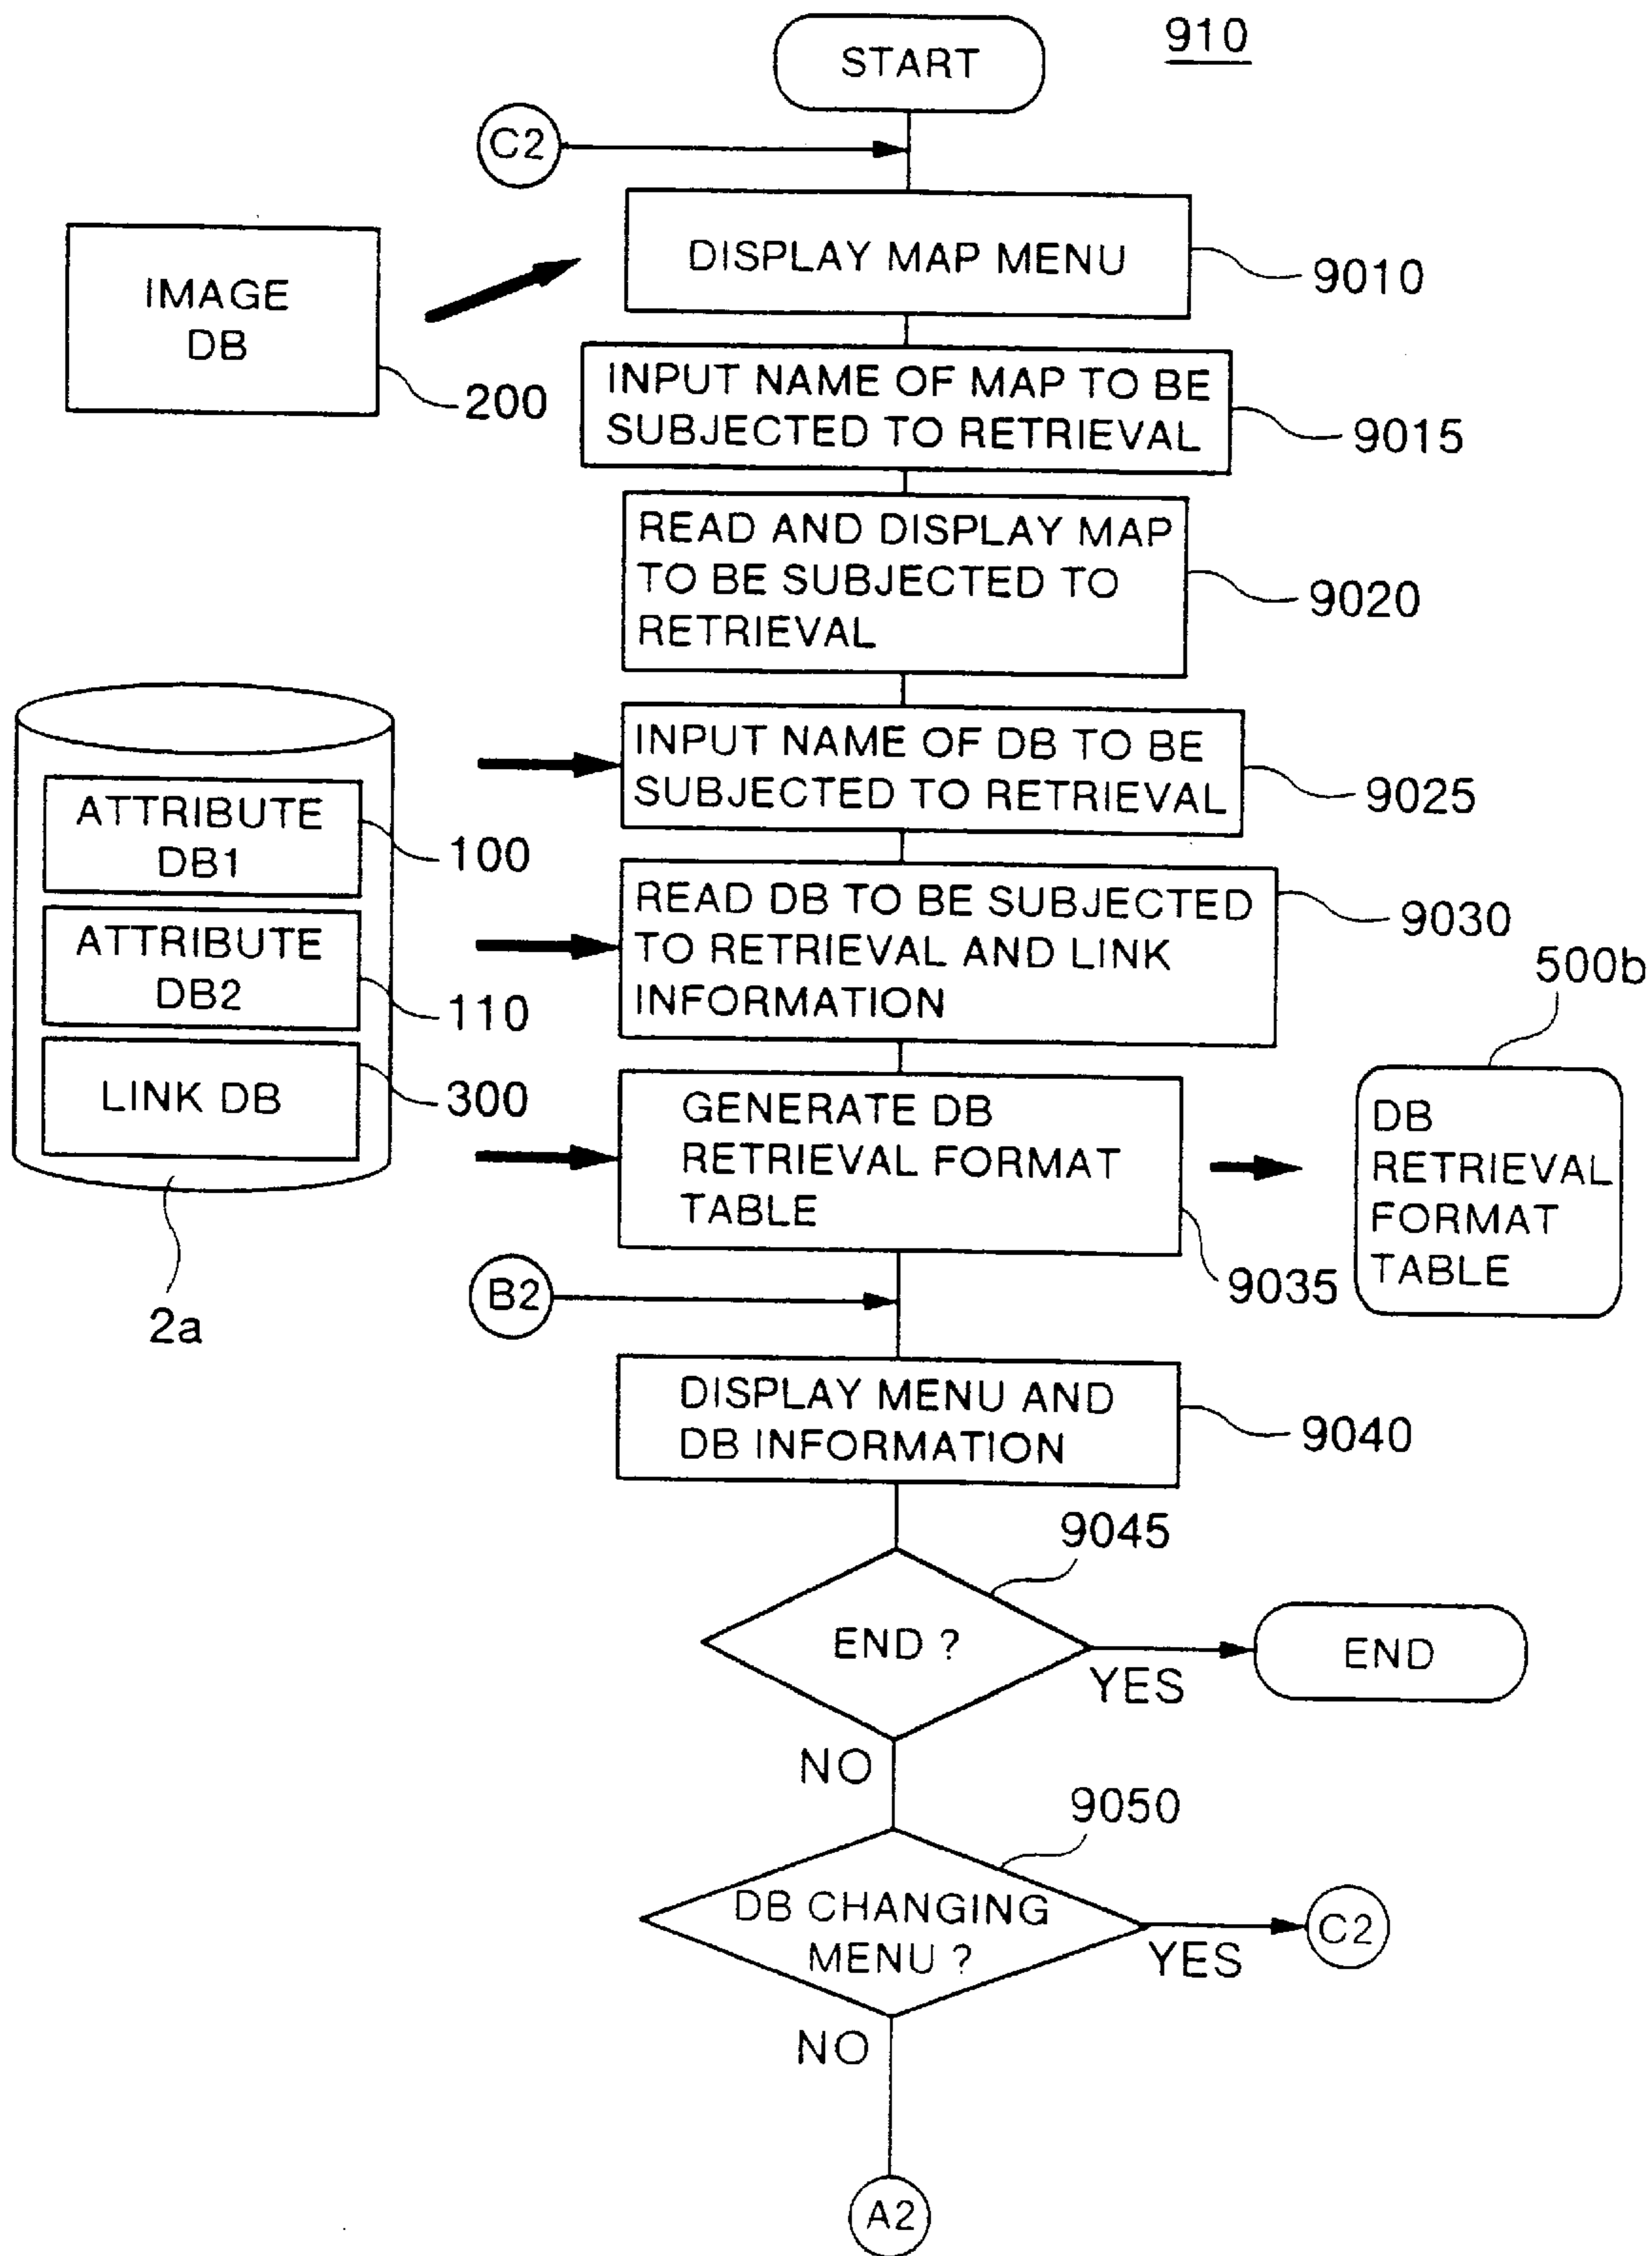 910
START
C2
DISPLAY MAP MENU
9010
IMAGE
DB
200
INPUT NAME OF MAP TO BE
SUBJECTED TO RETRIEVAL
9015
READ AND DISPLAY MAP
TO BE SUBJECTED TO
RETRIEVAL
9020
INPUT NAME OF DB TO BE
SUBJECTED TO RETRIEVAL
9025
ATTRIBUTE
DB1
100
READ DB TO BE SUBJECTED
TO RETRIEVAL AND LINK
INFORMATION
9030
ATTRIBUTE
DB2
110
500b
LINK DB
300
GENERATE DB
RETRIEVAL FORMAT
TABLE
9035
DB
RETRIEVAL
FORMAT
TABLE
2a
B2
DISPLAY MENU AND
DB INFORMATION
9040
9045
END ?
YES
END
NO
9050
DB CHANGING
MENU ?
YES
C2
NO
A2